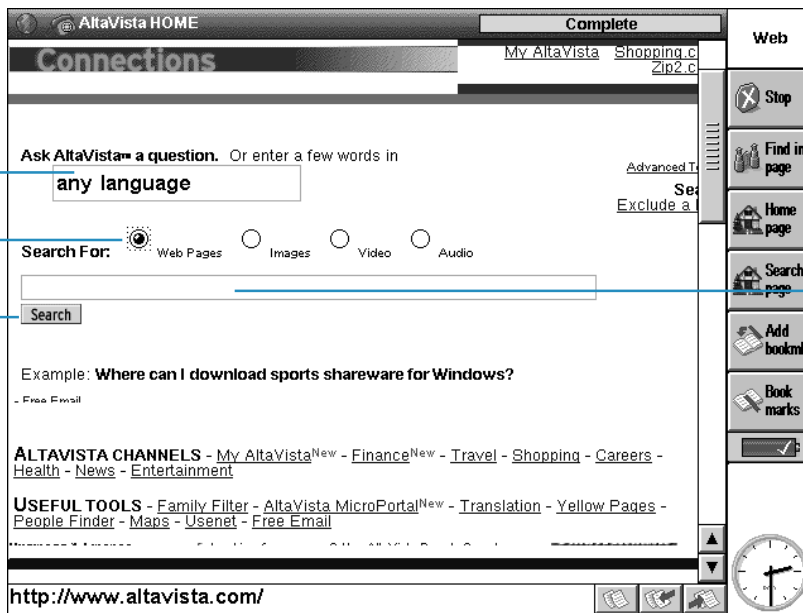 AltaVista HOME
Complete
Web
Connections
My AltaVista Shopping.c
Zip2.c
Stop
Find in
page
Home
page
Search
page
Add
bookm
Book
marks
Ask AltaVista™ a question. Or enter a few words in
any language
Advanced Te
Sea
Exclude a
Search For:
Web Pages
Images
Video
Audio
Search
Example: Where can I download sports shareware for Windows?
- Free Email
ALTAVISTA CHANNELS - My AltaVista New - Finance New - Travel - Shopping - Careers -
Health - News - Entertainment
USEFUL TOOLS - Family Filter - AltaVista MicroPortal New - Translation - Yellow Pages -
People Finder - Maps - Usenet - Free Email
http://www.altavista.com/